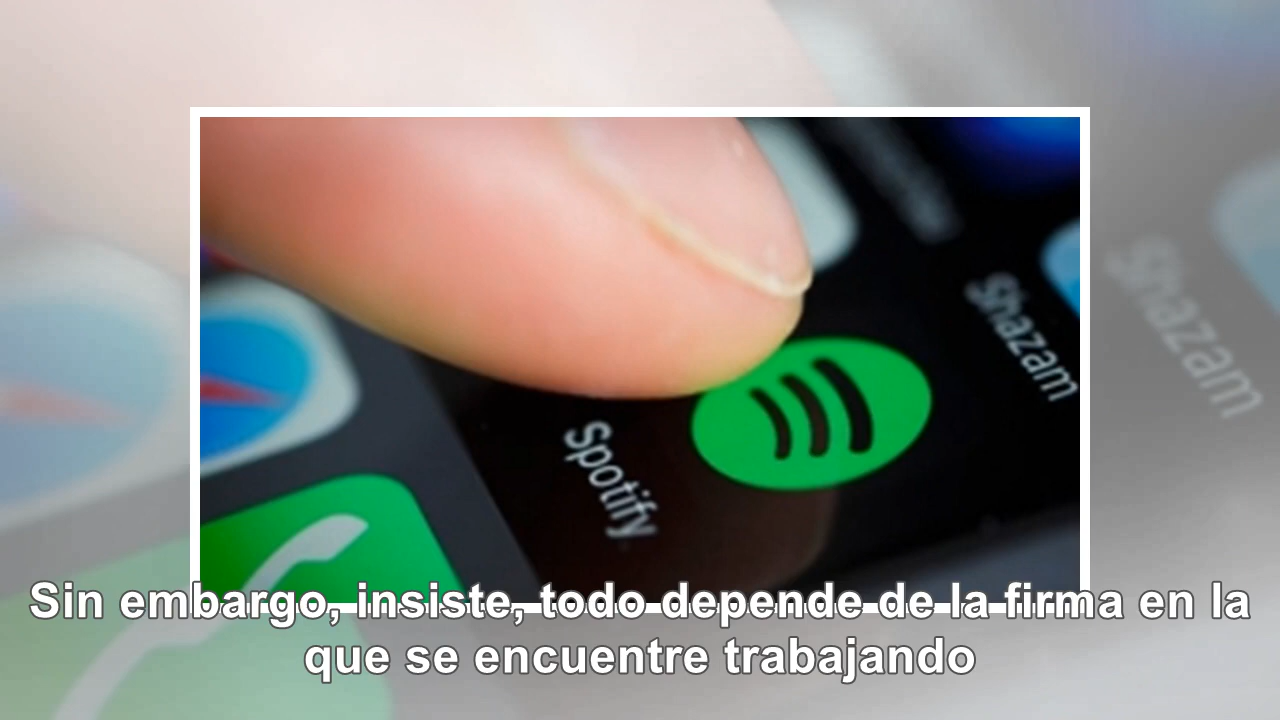 Shazam
Shazam
Spotify
Sin embargo, insiste, todo depende de la firma en la
que se encuentre trabajando